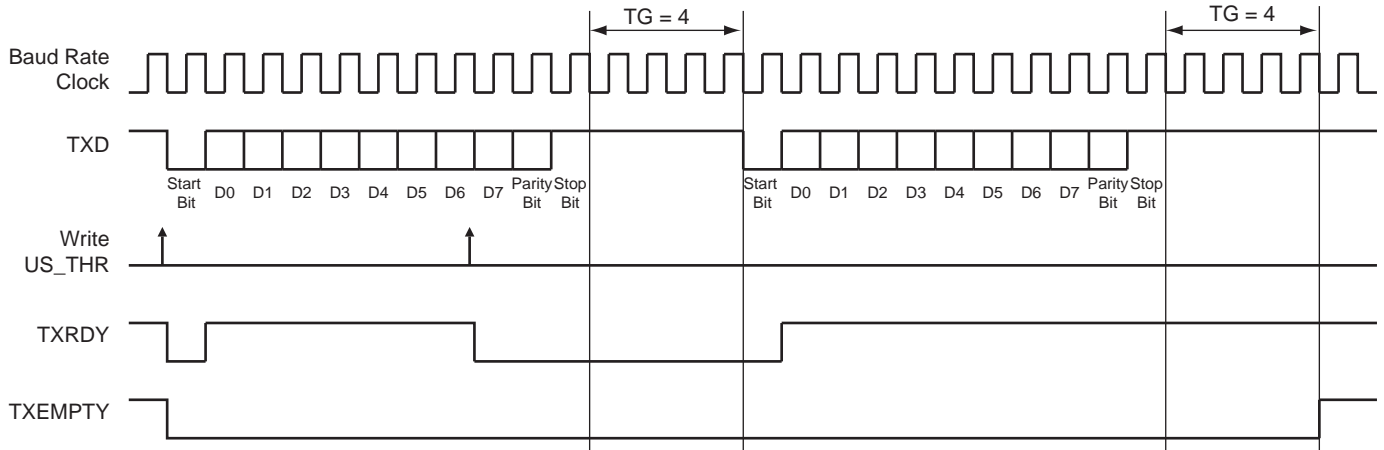 TG = 4
TG = 4
Baud Rate
Clock
TXD
Start
Bit
D0
D1
D2
D3
D4
D5
D6
D7
Parity
Bit
Stop
Bit
Start
Bit
D0
D1
D2
D3
D4
D5
D6
D7
Parity
Bit
Stop
Bit
Write
US_THR
TXRDY
TXEMPTY